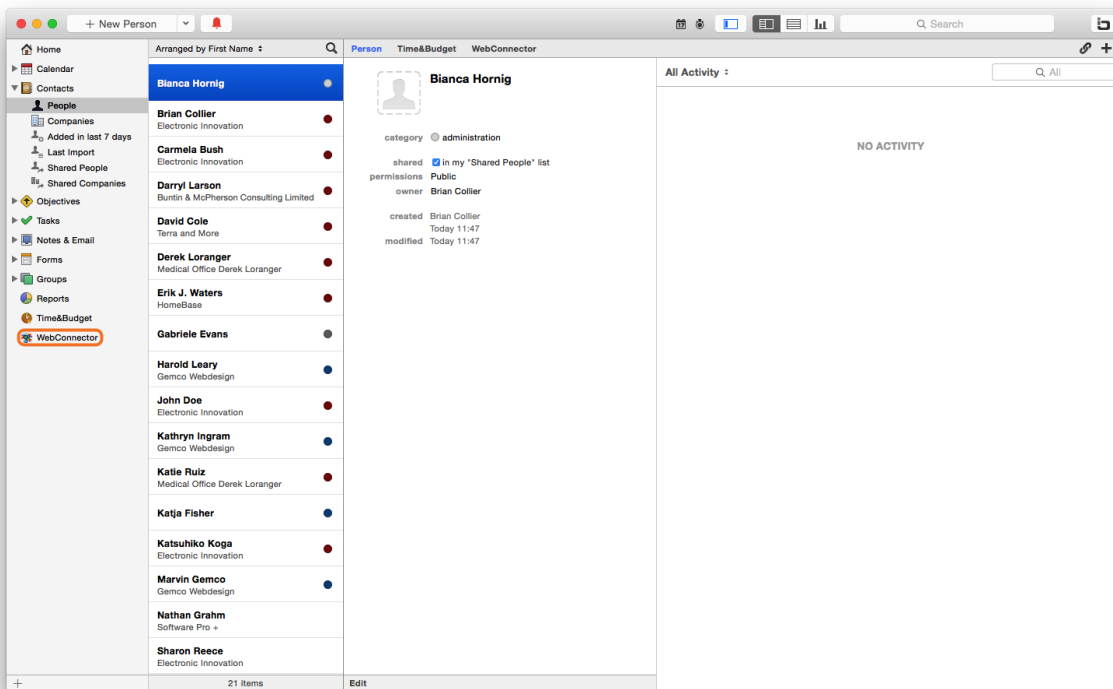 + New Person
17
Search
Home
Calendar
Contacts
People
Companies
Added in last 7 days
Last Import
Shared People
Shared Companies
Objectives
Tasks
Notes & Email
Forms
Groups
Reports
Time&Budget
WebConnector
Arranged by First Name
Bianca Hornig
Brian Collier
Electronic Innovation
Carmela Bush
Electronic Innovation
Darryl Larson
Buntin & McPherson Consulting Limited
David Cole
Terra and More
Derek Loranger
Medical Office Derek Loranger
Erik J. Waters
HomeBase
Gabriele Evans
Harold Leary
Gemco Webdesign
John Doe
Electronic Innovation
Kathryn Ingram
Gemco Webdesign
Katie Ruiz
Medical Office Derek Loranger
Katja Fisher
Katsuhiko Koga
Electronic Innovation
Marvin Gemco
Gemco Webdesign
Nathan Grahm
Software Pro +
Sharon Reece
Electronic Innovation
21 items
Person Time&Budget WebConnector
Bianca Hornig
category administration
shared in my "Shared People" list
permissions Public
owner Brian Collier
created Brian Collier
Today 11:47
modified Today 11:47
Edit
All Activity
All
NO ACTIVITY